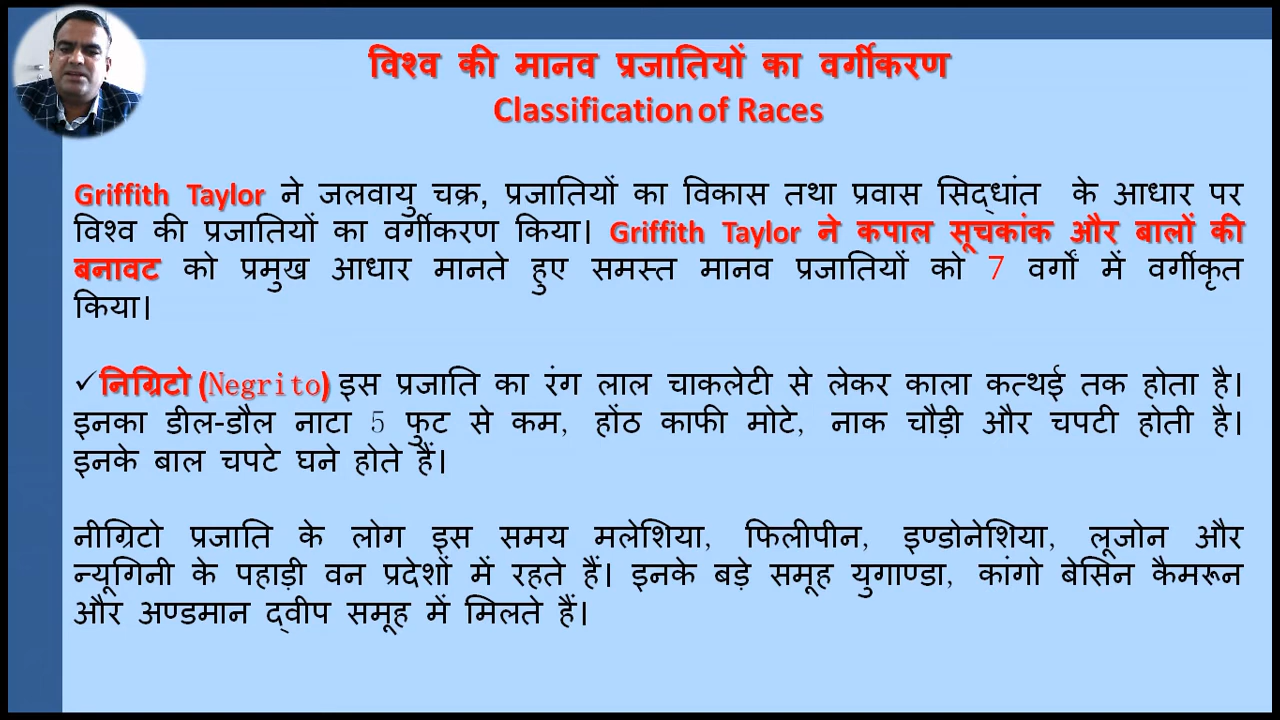 विश्व की मानव प्रजातियों का वर्गीकरण
Classification of Races
Griffith Taylor ने जलवायु चक्र, प्रजातियों का विकास तथा प्रवास सिद्धांत के आधार पर
विश्व की प्रजातियों का वर्गीकरण किया। Griffith Taylor ने कपाल सूचकांक और बालों की
बनावट को प्रमुख आधार मानते हुए समस्त मानव प्रजातियों को 7 वर्गों में वर्गीकृत
किया।
✓निग्रिटो (Negrito) इस प्रजाति का रंग लाल चाकलेटी से लेकर काला कत्थई तक होता है।
इनका डील-डौल नाटा 5 फुट से कम, होंठ काफी मोटे, नाक चौड़ी और चपटी होती है।
इनके बाल चपटे घने होते हैं।
नीग्रिटो प्रजाति के लोग इस समय मलेशिया, फिलीपीन, इण्डोनेशिया, लूजोन और
न्यूगिनी के पहाड़ी वन प्रदेशों में रहते हैं। इनके बड़े समूह युगाण्डा, कांगो बेसिन कैमरून
और अण्डमान द्वीप समूह में मिलते हैं।